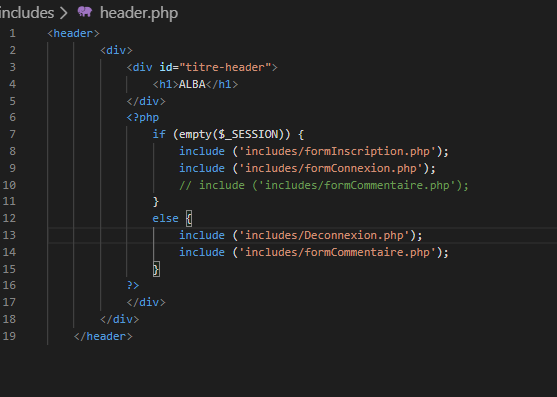 includes > header.php
1 <header>
2 <div>
3 <div id="titre-header">
4 <h1>ALBA</h1>
5 </div>
6 <?php
7 if (empty($_SESSION)) {
8 include ('includes/formInscription.php');
9 include ('includes/formConnexion.php');
10 // include ('includes/formCommentaire.php');
11 }
12 else {
13 include ('includes/Deconnexion.php');
14 include ('includes/formCommentaire.php');
15 }
16 ?>
17 </div>
18 </div>
19 </header>